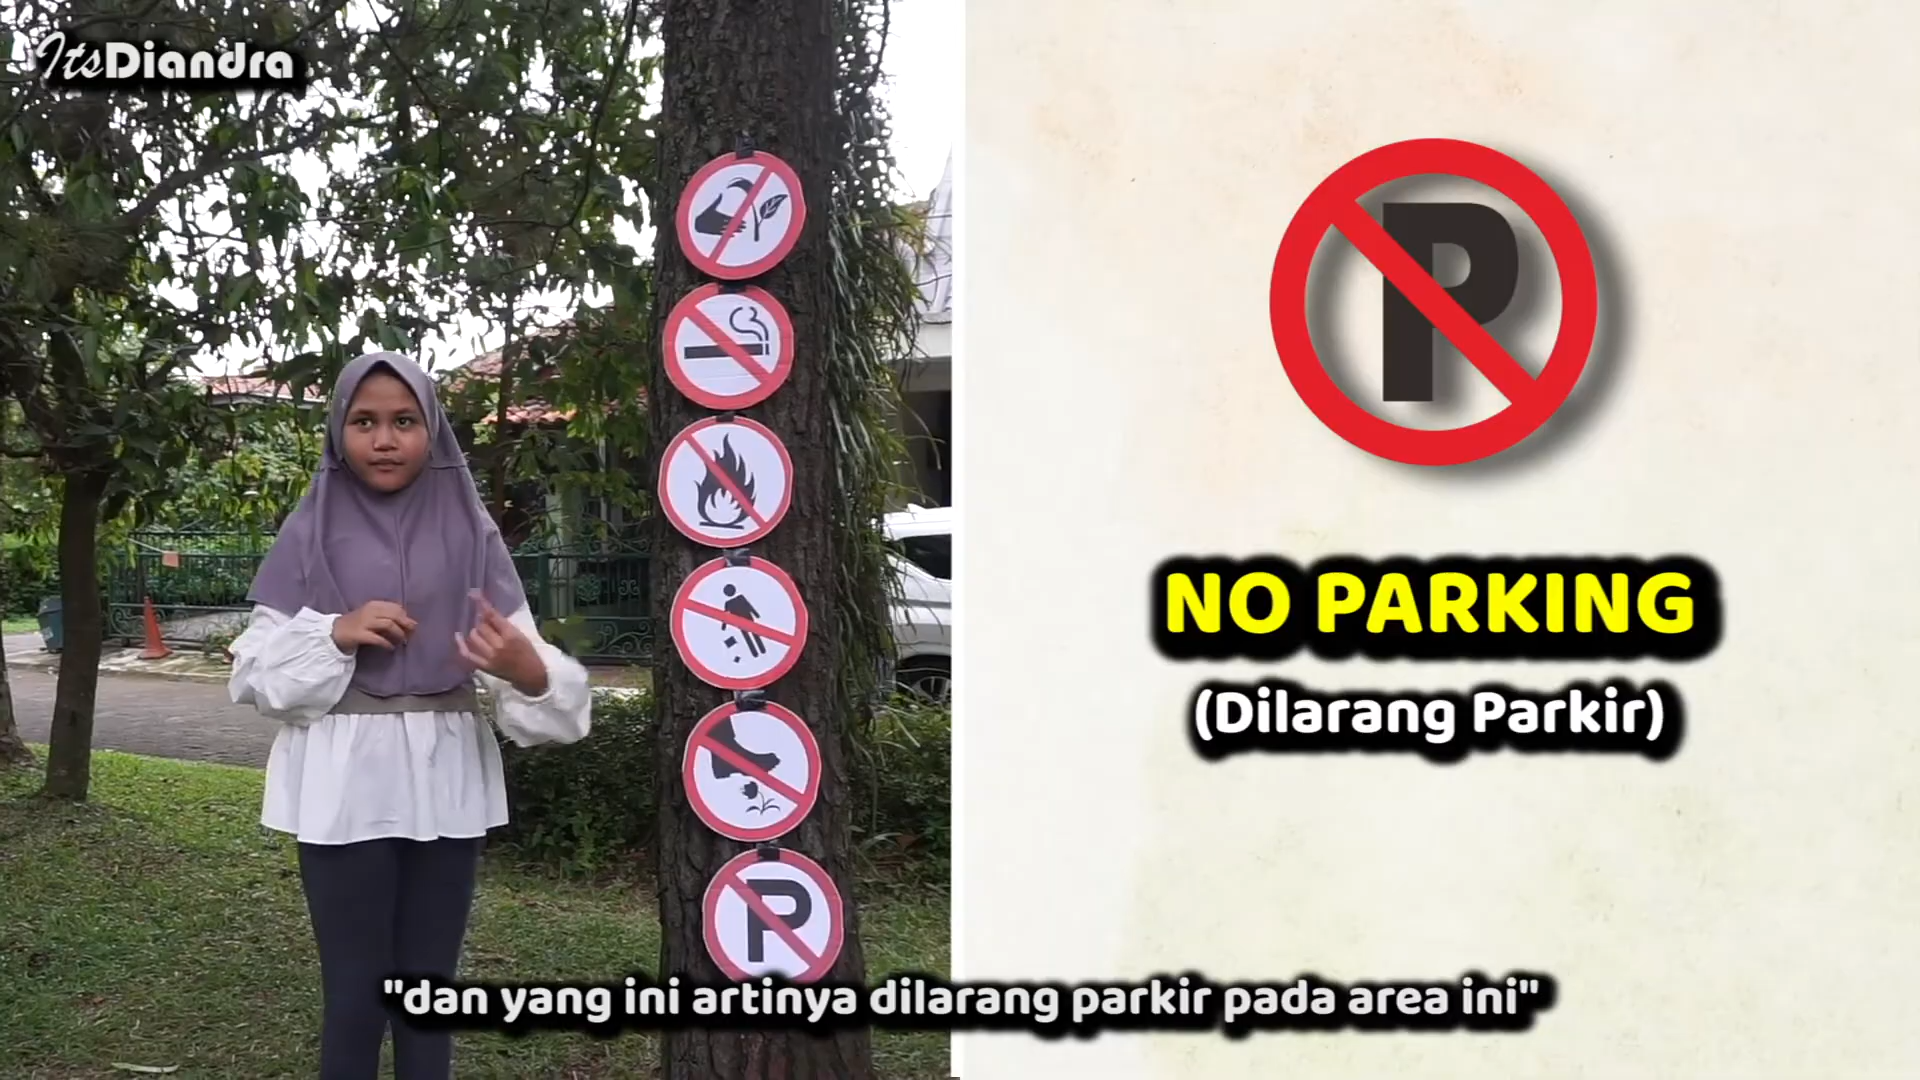 ItsDiandra
P
NO PARKING
(Dilarang Parkir)
P
"dan yang ini artinya dilarang parkir pada area ini"